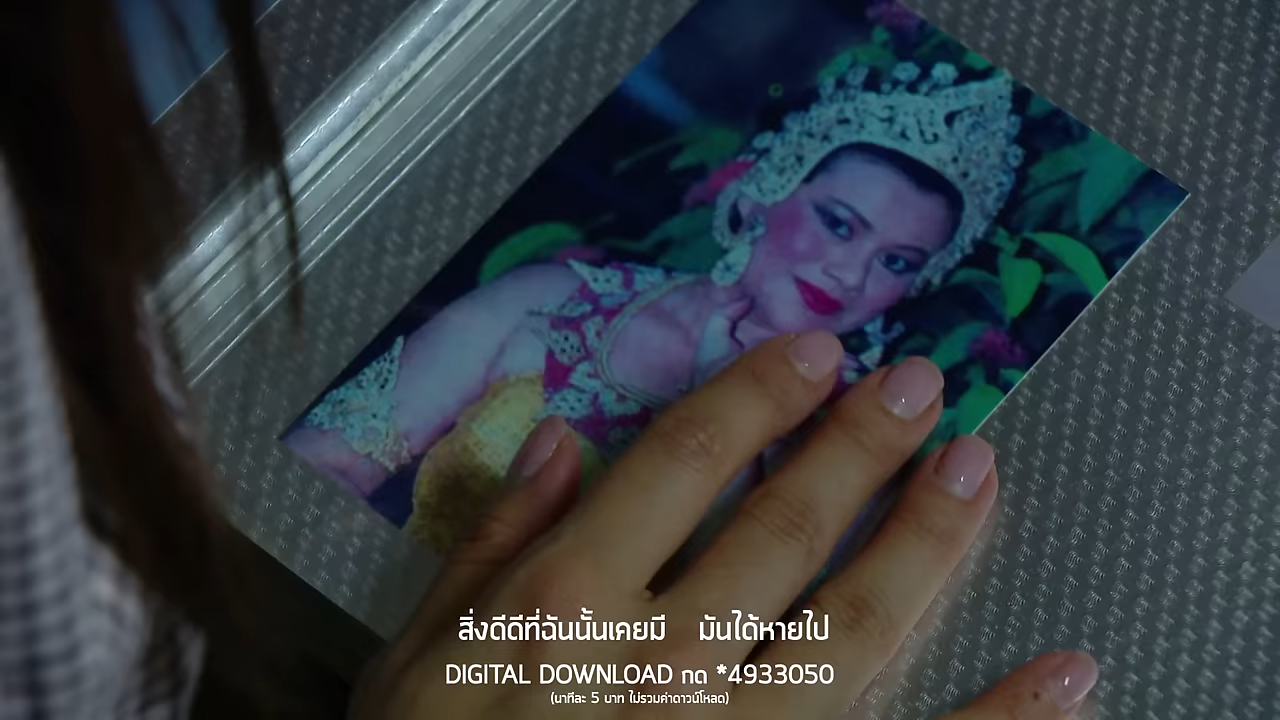 สิ่งดีดีที่ฉันนั้นเคยมี มันได้หายไป
DIGITAL DOWNLOAD กด *4933050
(นาทีละ 5 บาท ไม่รวมค่าดาวน์โหลด)